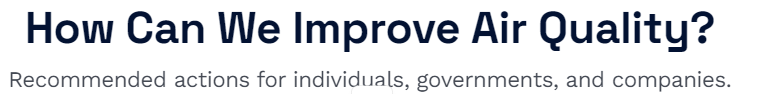 How Can We Improve Air Quality?
Recommended actions for individuals, governments, and companies.